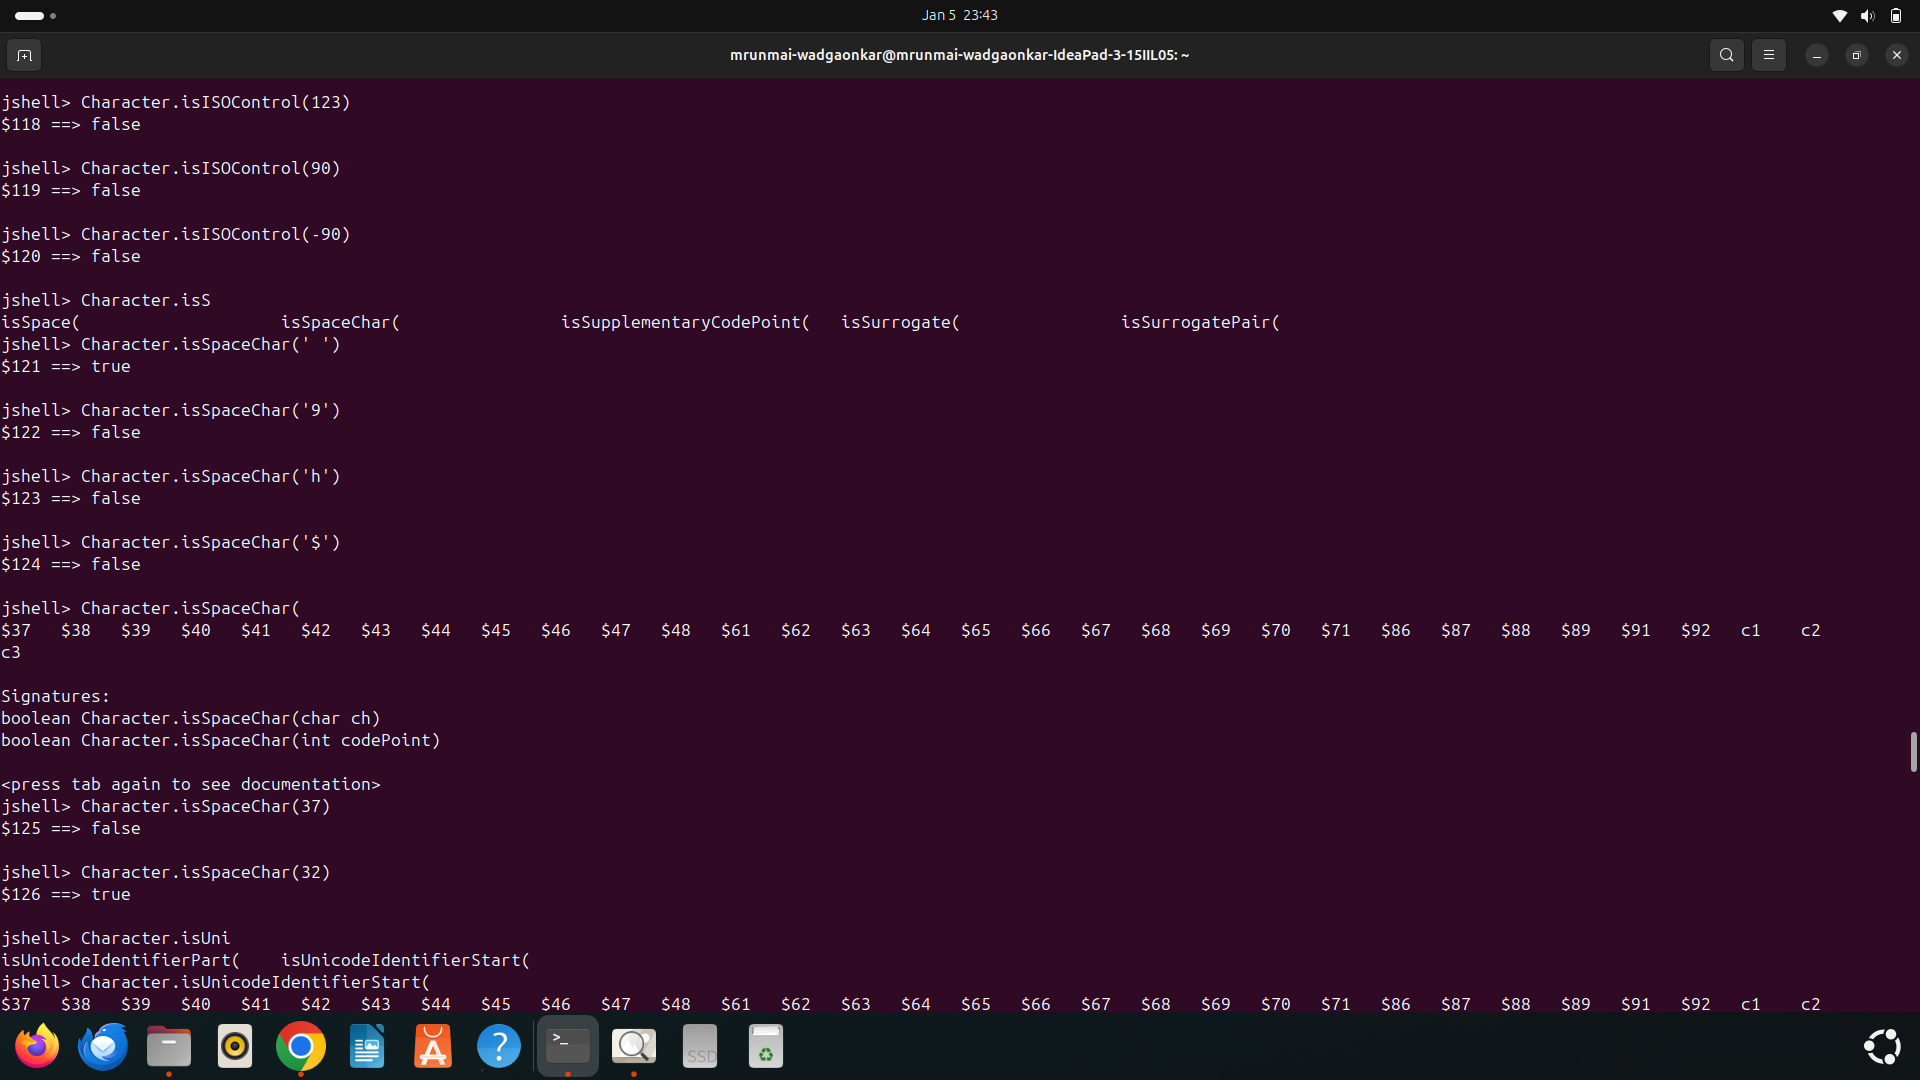 Jan 5 23:43
mrunmai-wadgaonkar@mrunmai-wadgaonkar-IdeaPad-3-15IIL05: ~
jshell> Character.isISOControl(123)
$118 ==> false
jshell> Character.isISOControl(90)
$119 ==> false
jshell> Character.isISOControl(-90)
$120 ==> false
jshell> Character.isS
isSpace( isSpaceChar( isSupplementaryCodePoint( isSurrogate( isSurrogatePair(
jshell> Character.isSpaceChar(' ')
$121 ==> true
jshell> Character.isSpaceChar('9')
$122 ==> false
jshell> Character.isSpaceChar('h')
$123 ==> false
jshell> Character.isSpaceChar('$')
$124 ==> false
jshell> Character.isSpaceChar(
$37 $38 $39 $40 $41 $42 $43 $44 $45 $46 $47 $48 $61 $62 $63 $64 $65 $66 $67 $68 $69 $70 $71 $86 $87 $88 $89 $91 $92 c1 c2
c3
Signatures:
boolean Character.isSpaceChar(char ch)
boolean Character.isSpaceChar(int codePoint)
<press tab again to see documentation>
jshell> Character.isSpaceChar(37)
$125 ==> false
jshell> Character.isSpaceChar(32)
$126 ==> true
jshell> Character.isUni
isUnicodeIdentifierPart( isUnicodeIdentifierStart(
jshell> Character.isUnicodeIdentifierStart(
$37 $38 $39 $40 $41 $42 $43 $44 $45 $46 $47 $48 $61 $62 $63 $64 $65 $66 $67 $68 $69 $70 $71 $86 $87 $88 $89 $91 $92 c1 c2
>_
?
SSD